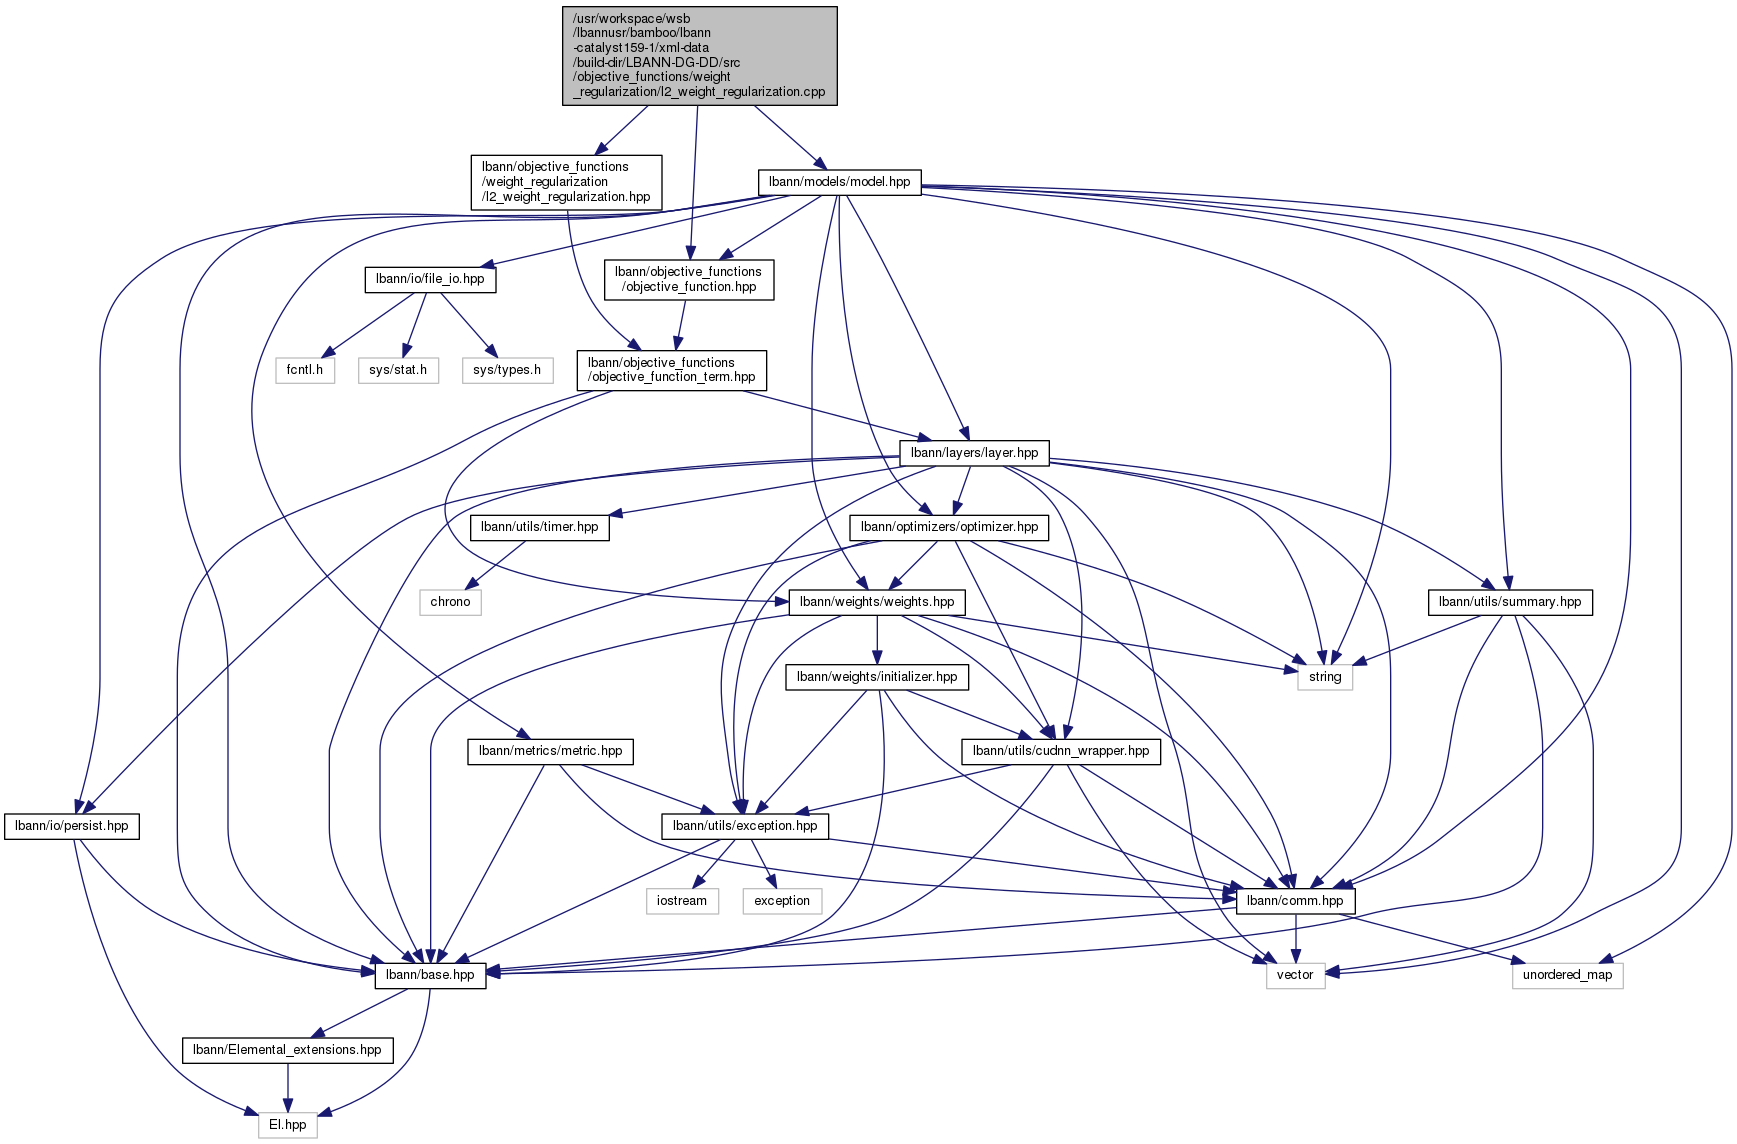 /usr/workspace/wsb
/lbannusr/bamboo/lbann
-catalyst159-1/xml-data
/build-dir/LBANN-DG-DD/src
/objective_functions/weight
_regularization/l2_weight_regularization.cpp
lbann/objective_functions
/weight_regularization
/l2_weight_regularization.hpp
lbann/models/model.hpp
lbann/io/file_io.hpp
lbann/objective_functions
/objective_function.hpp
fcntl.h
sys/stat.h
sys/types.h
lbann/objective_functions
/objective_function_term.hpp
lbann/layers/layer.hpp
lbann/utils/timer.hpp
lbann/optimizers/optimizer.hpp
chrono
lbann/weights/weights.hpp
lbann/utils/summary.hpp
lbann/weights/initializer.hpp
string
lbann/metrics/metric.hpp
lbann/utils/cudnn_wrapper.hpp
lbann/io/persist.hpp
lbann/utils/exception.hpp
iostream
exception
lbann/comm.hpp
lbann/base.hpp
vector
unordered_map
lbann/Elemental_extensions.hpp
El.hpp